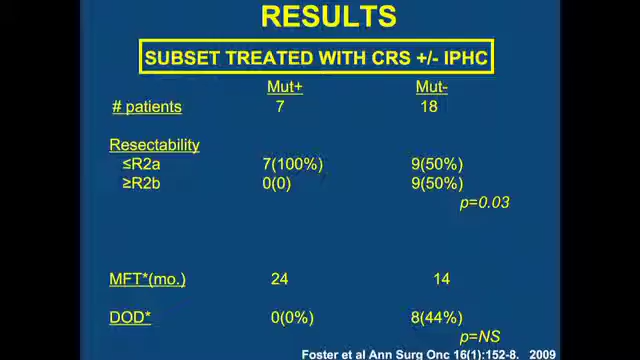 RESULTS
SUBSET TREATED WITH CRS +/- IPHC
Mut+ Mut-
# patients 7 18
Resectability
≤R2a 7(100%) 9(50%)
≥R2b 0(0) 9(50%)
p=0.03
MFT*(mo.) 24 14
DOD* 0(0%) 8(44%)
p=NS
Foster et al Ann Surg Onc 16(1):152-8. 2009